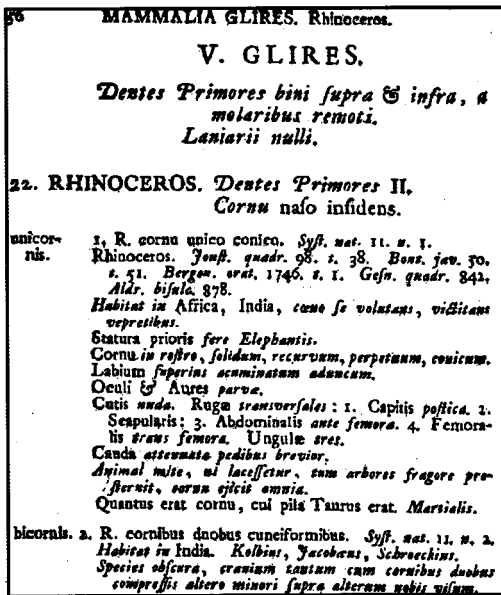 56 MAMMALIA GLIRES. Rhinoceros.
V. GLIRES.
Dentes Primores bini ſupra & infra, a
molaribus remoti.
Laniarii nulli.
22. RHINOCEROS. Dentes Primores II.
Cornu naſo inſidens.
unicor- 1. R. cornu unico conico. Syſt. nat. 11. n. 1.
nis. Rhinoceros. Jonſt. quadr. 98. t. 38. Bont. jav. 50.
t. 51. Bergen. orat. 1746. t. 1. Geſn. quadr. 842.
Aldr. biſulc. 878.
Habitat in Africa, India, cœno ſe volutans, victitans
vepretibus.
Statura prioris fere Elephantis.
Cornu in roſtro, ſolidum, recurvum, perpetuum, conicum.
Labium ſuperius acuminatum aduncum.
Oculi & Aures parvæ.
Cutis nuda. Rugæ transverſales: 1. Capitis poſtica. 2.
Scapularis: 3. Abdominalis ante femora. 4. Femora-
lis trans femora. Ungulæ tres.
Cauda attenuata pedibus brevior.
Animal mite, ni laceſſetur, tum arbores fragore pro-
ſternit, cornu ejicit omnia.
Quantus erat cornu, cui pila Taurus erat. Martialis.
bicornis. 2. R. cornibus duobus cuneiformibus. Syſt. nat. 11. n. 2.
Habitat in India. Kolbius, Jacobæus, Schroeckius.
Species obſcura, cranium tantum cum cornibus duobus
compreſſis altero minori ſupra alterum nobis viſum.